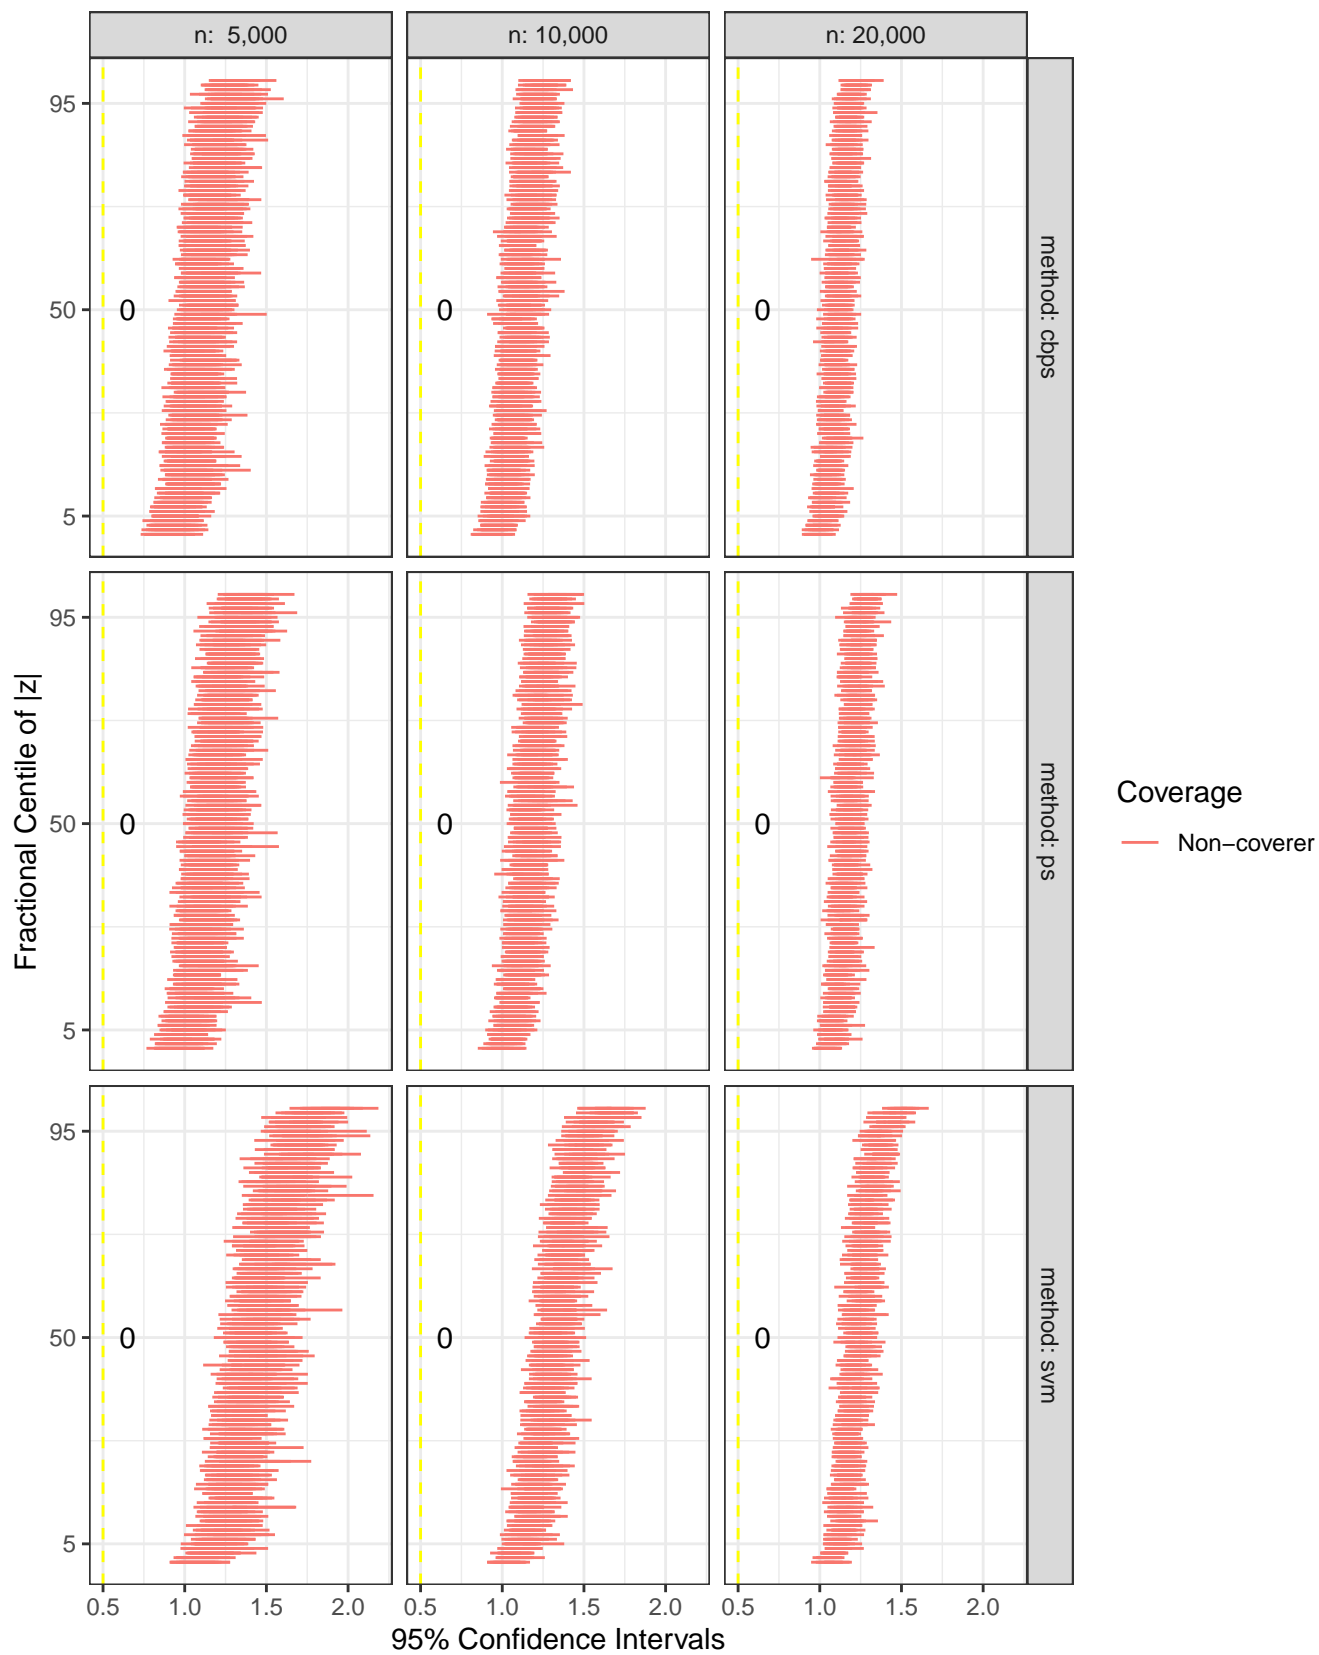 n:  5,000
n: 10,000
n: 20,000
95
50
5
0
0
0
method: cbps
95
50
5
0
0
0
method: ps
Fractional Centile of |z|
Coverage
Non−coverer
95
50
5
0
0
0
method: svm
0.5 1.0 1.5 2.0
0.5 1.0 1.5 2.0
0.5 1.0 1.5 2.0
95% Confidence Intervals